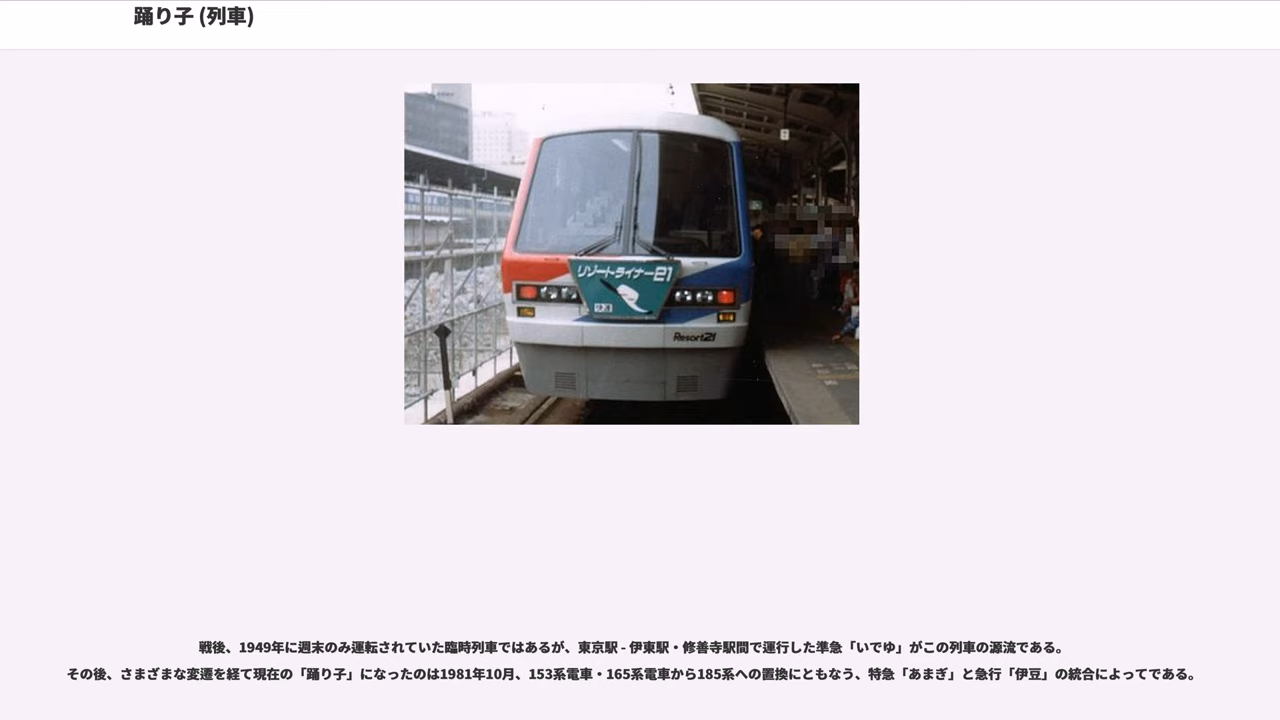 踊り子 (列車)
リゾートライナー21
快速
Resort21
戦後、1949年に週末のみ運転されていた臨時列車ではあるが、東京駅 - 伊東駅・修善寺駅間で運行した準急「いでゆ」がこの列車の源流である。
その後、さまざまな変遷を経て現在の「踊り子」になったのは1981年10月、153系電車・165系電車から185系への置換にともなう、特急「あまぎ」と急行「伊豆」の統合によってである。